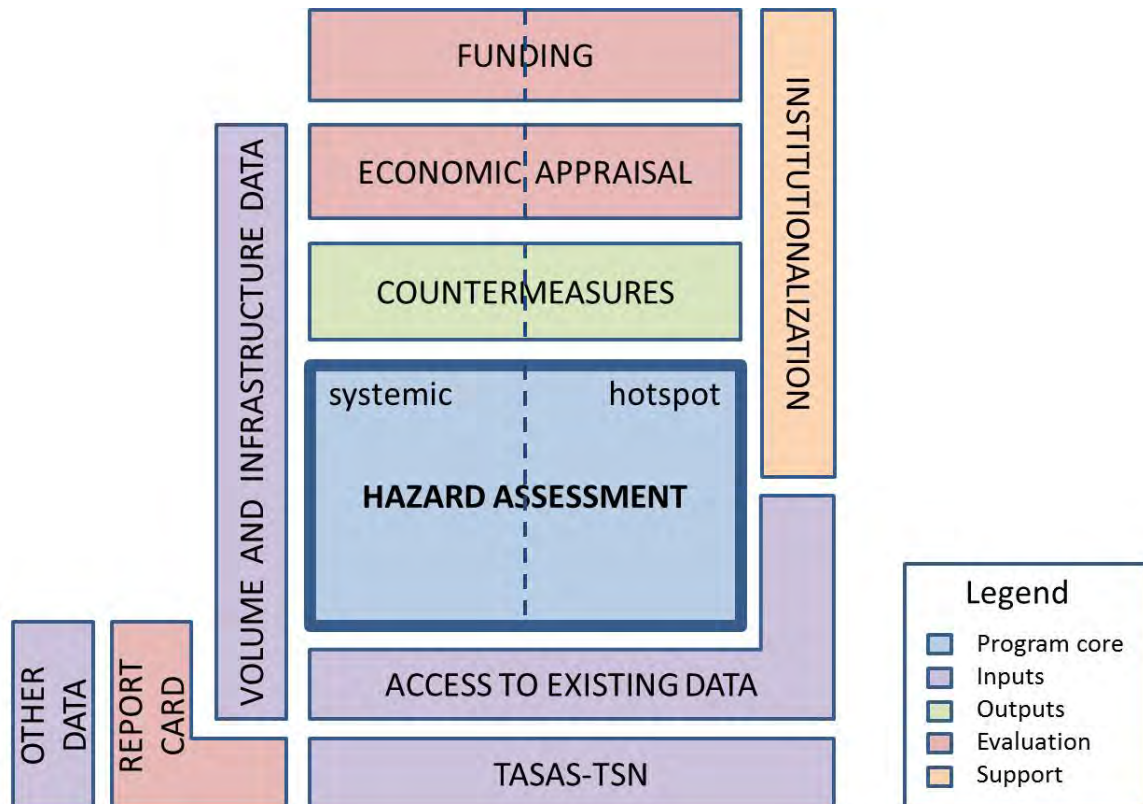 FUNDING
ECONOMIC APPRAISAL
COUNTERMEASURES
systemic
hotspot
HAZARD ASSESSMENT
ACCESS TO EXISTING DATA
TASAS-TSN
VOLUME AND INFRASTRUCTURE DATA
INSTITUTIONALIZATION
OTHER
DATA
REPORT
CARD
Legend
Program core
Inputs
Outputs
Evaluation
Support